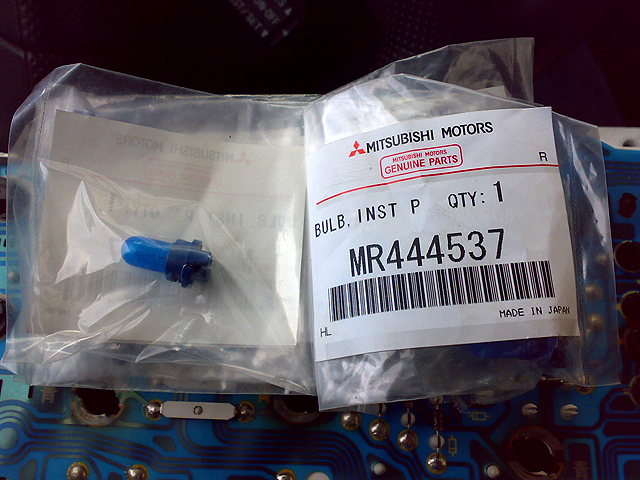 MITSUBISHI MOTORS
MITSUBISHI MOTORS
GENUINE PARTS
R
BULB, INST P QTY: 1
MR444537
MADE IN JAPAN
HL